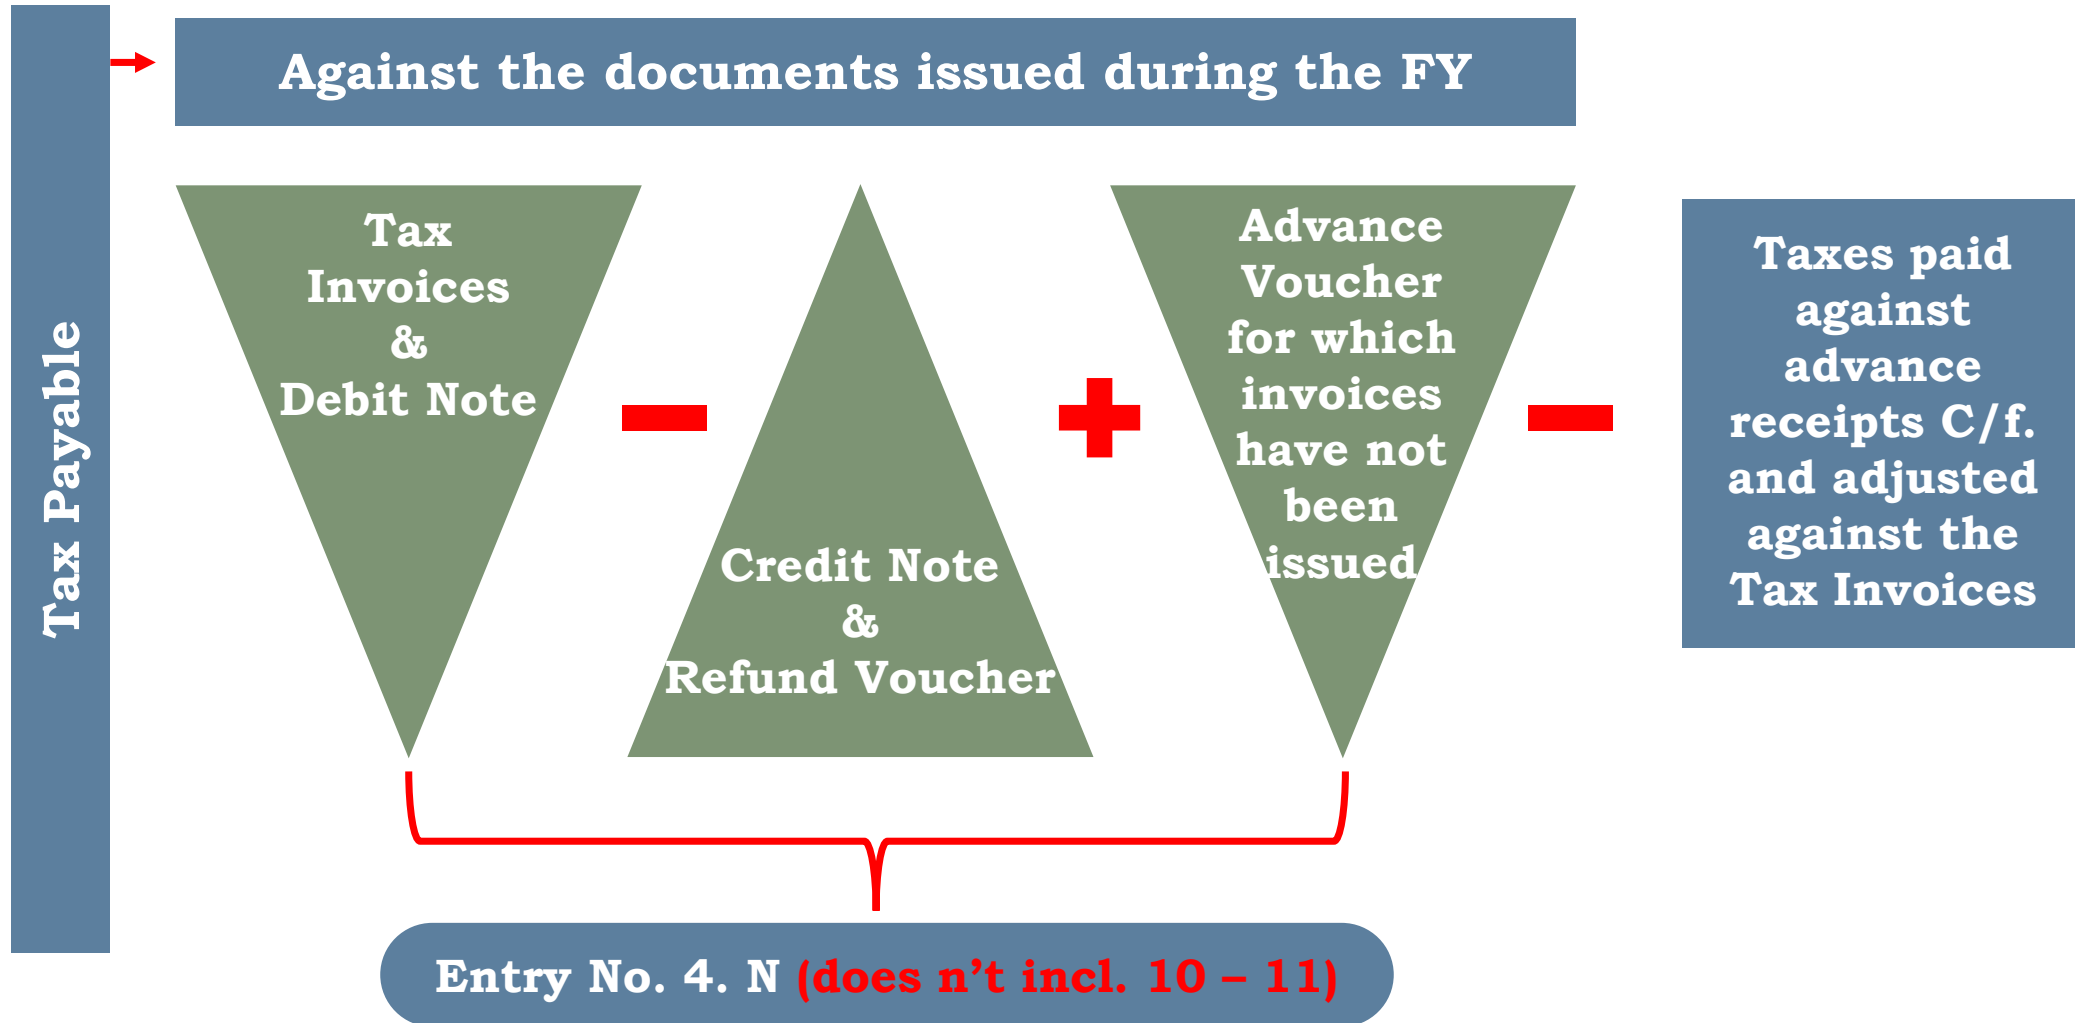 Tax Payable
Against the documents issued during the FY
Tax
Invoices
&
Debit Note
Credit Note
&
Refund Voucher
Advance
Voucher
for which
invoices
have not
been
issued
Taxes paid
against
advance
receipts C/f.
and adjusted
against the
Tax Invoices
Entry No. 4. N (does n’t incl. 10 – 11)